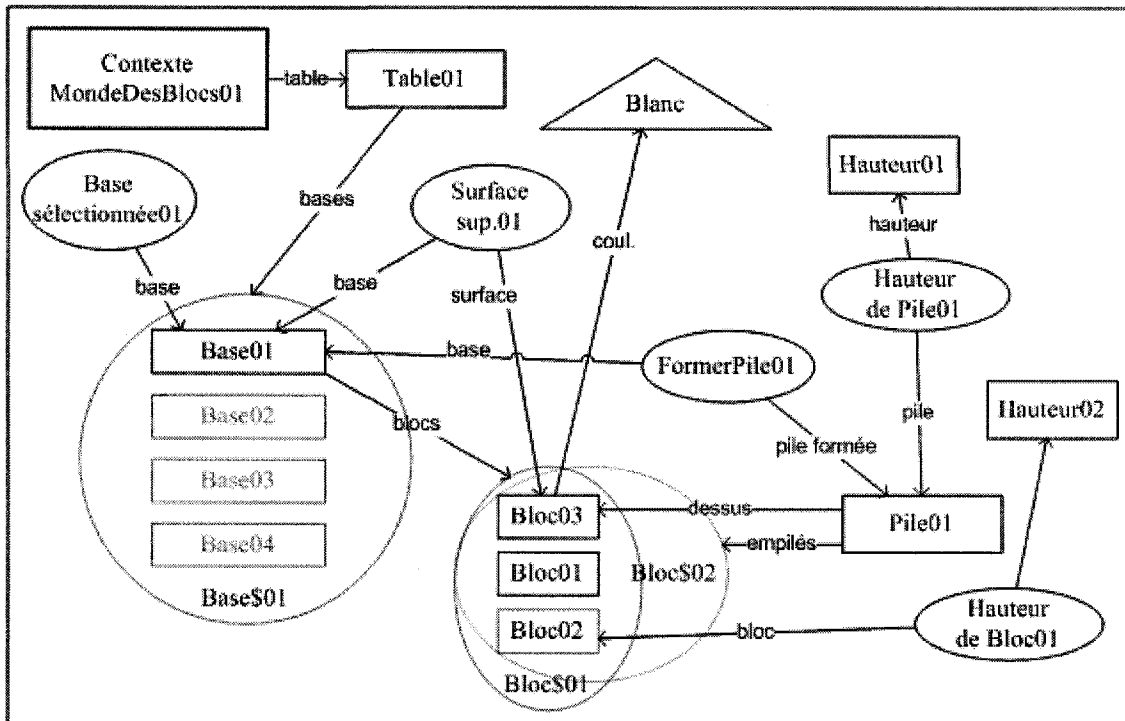 Contexte
MondeDesBlocs01
table
Table01
Blanc
Hauteur01
Base
sélectionnée01
bases
Surface
sup.01
coul.
hauteur
Hauteur
de Pile01
base
base
surface
Base01
base
FormerPile01
Hauteur02
Base02
blocs
pile
pile formée
Base03
Bloc03
dessus
Pile01
Base04
empilés
Bloc01
Bloc$02
Base$01
Bloc02
bloc
Hauteur
de Bloc01
Bloc$01